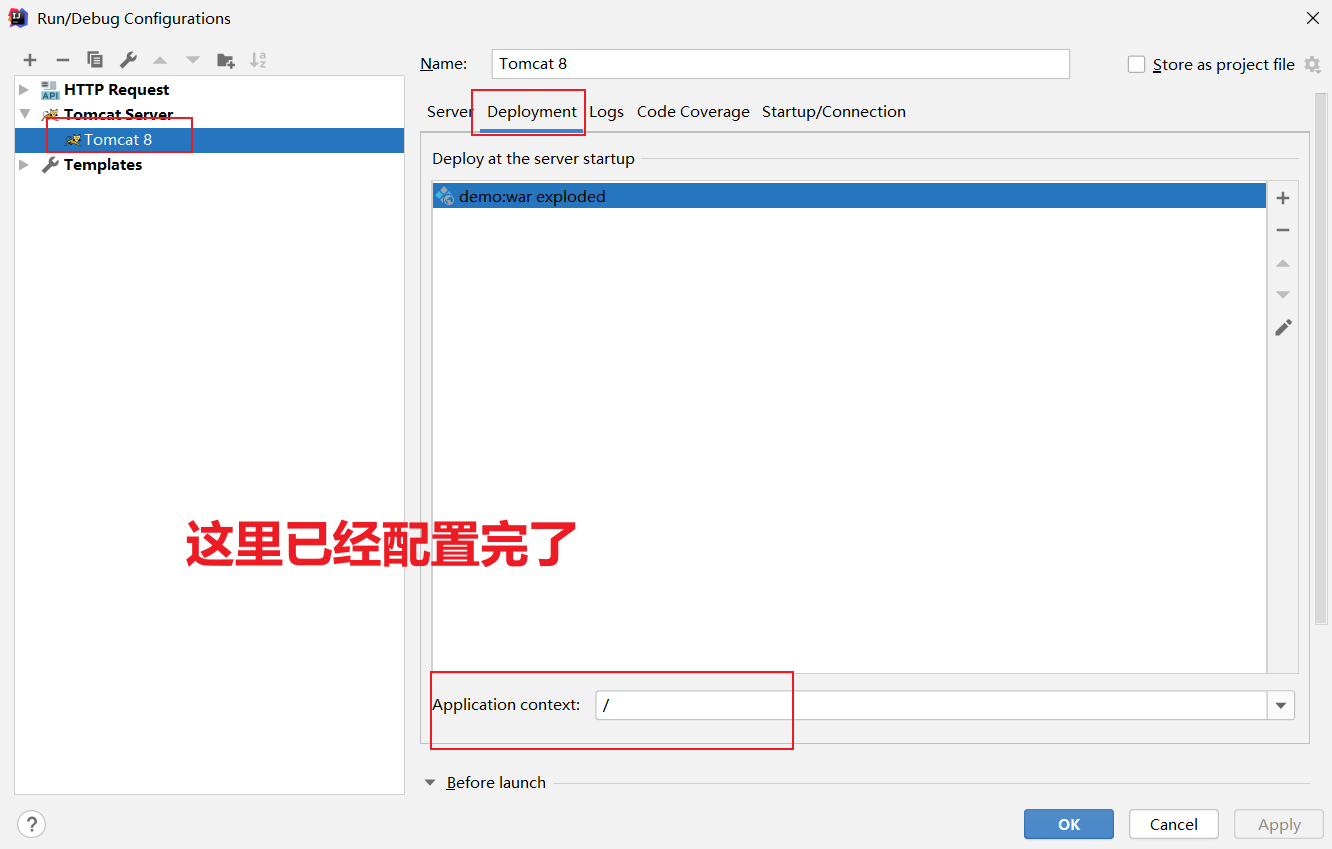 Run/Debug Configurations
Name: Tomcat 8
Store as project file
API HTTP Request
Tomcat Server
Tomcat 8
Templates
Server Deployment Logs Code Coverage Startup/Connection
Deploy at the server startup
demo:war exploded
这里已经配置完了
Application context: /
Before launch
? OK Cancel Apply